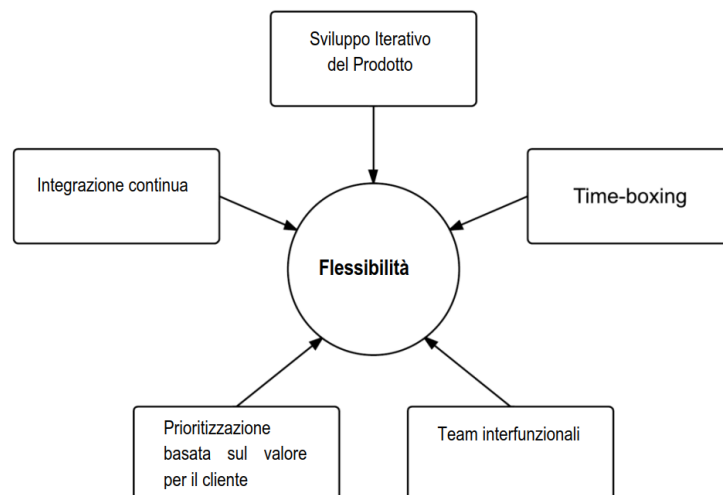 Sviluppo Iterativo
del Prodotto
Integrazione continua
Time-boxing
Flessibilità
Prioritizzazione
basata sul valore
per il cliente
Team interfunzionali